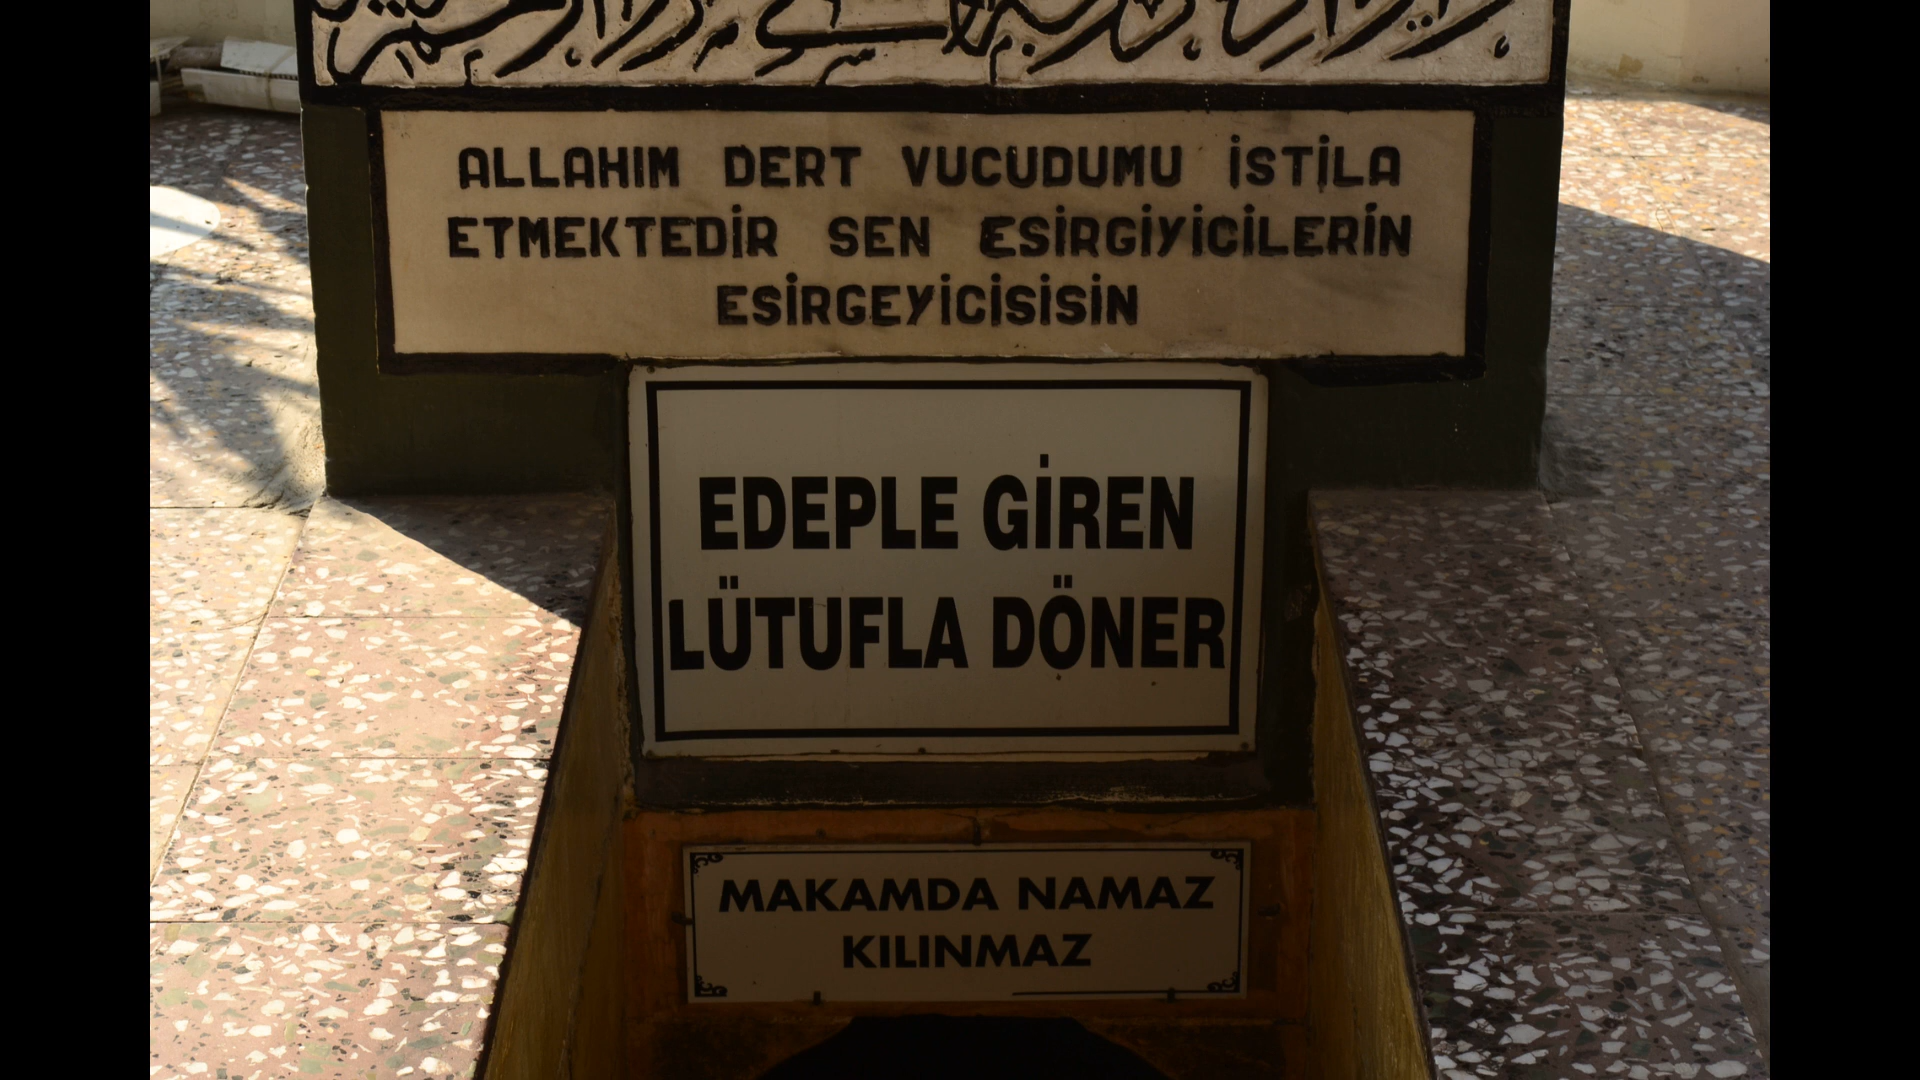 ALLAHIM DERT VUCUDUMU İSTİLA
ETMEKTEDİR SEN ESİRGİYİCİLERİN
ESİRGEYİCİSİSİN
EDEPLE GİREN
LÜTUFLA DÖNER
MAKAMDA NAMAZ
KILINMAZ